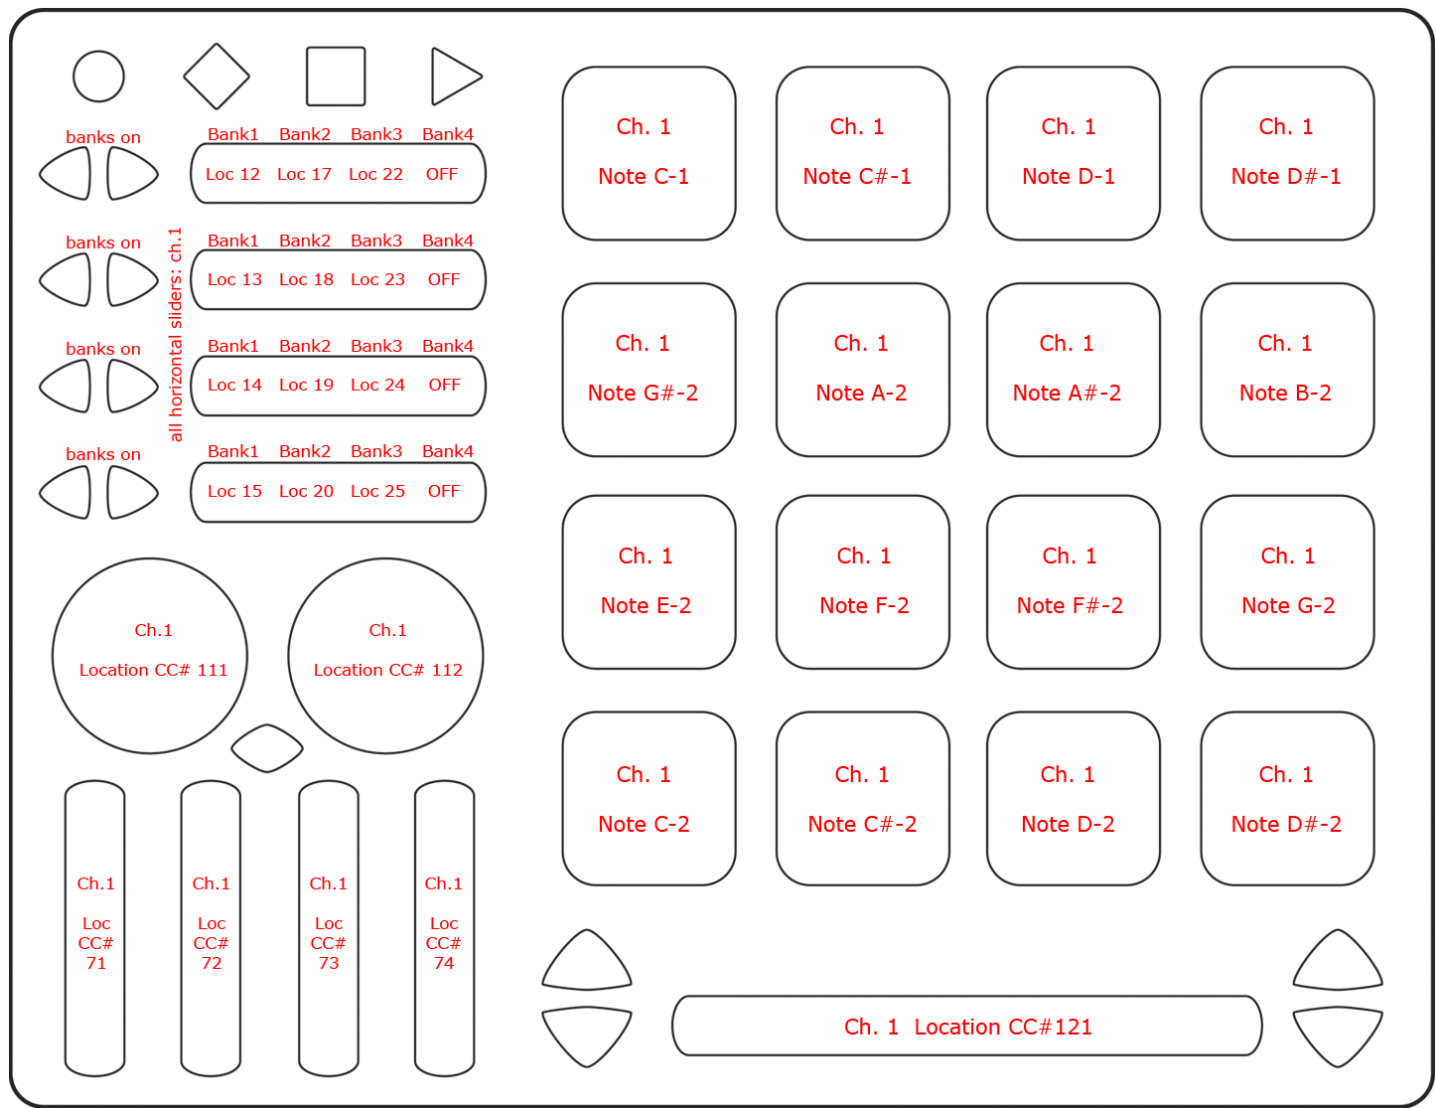 banks on
Bank1 Bank2 Bank3 Bank4
Loc 12 Loc 17 Loc 22 OFF
banks on
Bank1 Bank2 Bank3 Bank4
Loc 13 Loc 18 Loc 23 OFF
all horizontal sliders: ch.1
banks on
Bank1 Bank2 Bank3 Bank4
Loc 14 Loc 19 Loc 24 OFF
banks on
Bank1 Bank2 Bank3 Bank4
Loc 15 Loc 20 Loc 25 OFF
Ch.1
Location CC# 111
Ch.1
Location CC# 112
Ch.1
Loc
CC#
71
Ch.1
Loc
CC#
72
Ch.1
Loc
CC#
73
Ch.1
Loc
CC#
74
Ch. 1
Note C-1
Ch. 1
Note C#-1
Ch. 1
Note D-1
Ch. 1
Note D#-1
Ch. 1
Note G#-2
Ch. 1
Note A-2
Ch. 1
Note A#-2
Ch. 1
Note B-2
Ch. 1
Note E-2
Ch. 1
Note F-2
Ch. 1
Note F#-2
Ch. 1
Note G-2
Ch. 1
Note C-2
Ch. 1
Note C#-2
Ch. 1
Note D-2
Ch. 1
Note D#-2
Ch. 1 Location CC#121